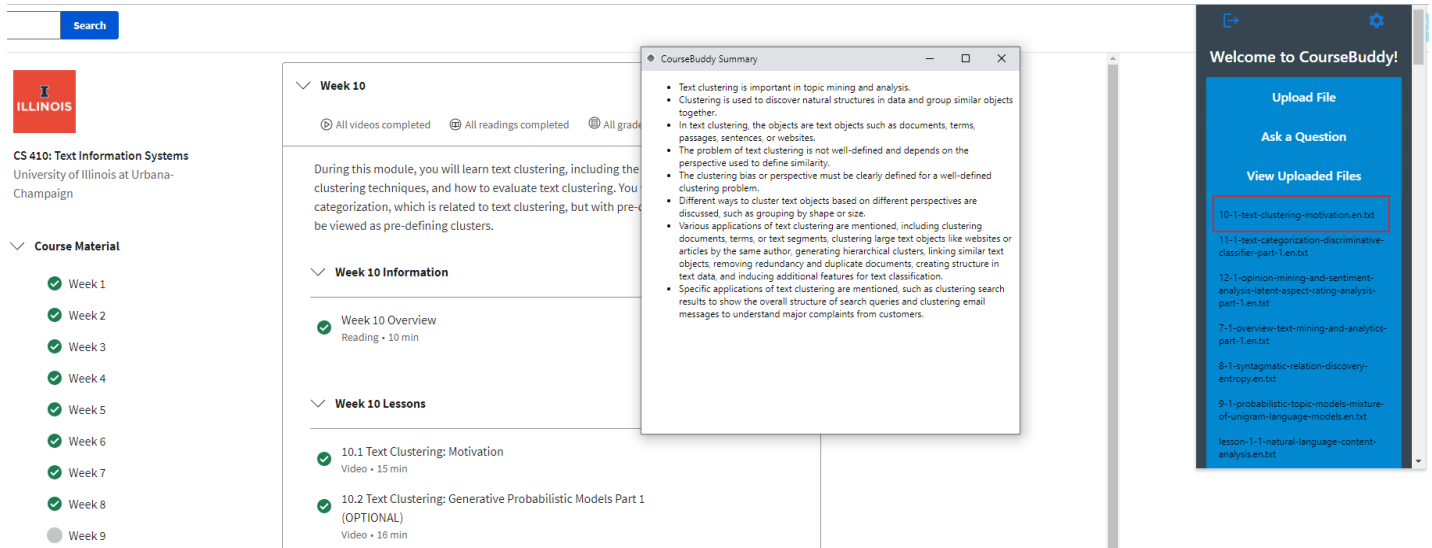 Search
I
ILLINOIS
CS 410: Text Information Systems
University of Illinois at Urbana-
Champaign
Course Material
Week 1
Week 2
Week 3
Week 4
Week 5
Week 6
Week 7
Week 8
Week 9
Week 10
All videos completed
All readings completed
All grade
During this module, you will learn text clustering, including the
clustering techniques, and how to evaluate text clustering. You
categorization, which is related to text clustering, but with pre-
be viewed as pre-defining clusters.
Week 10 Information
Week 10 Overview
Reading • 10 min
Week 10 Lessons
10.1 Text Clustering: Motivation
Video • 15 min
10.2 Text Clustering: Generative Probabilistic Models Part 1
(OPTIONAL)
Video • 16 min
CourseBuddy Summary
• Text clustering is important in topic mining and analysis.
• Clustering is used to discover natural structures in data and group similar objects
together.
• In text clustering, the objects are text objects such as documents, terms,
passages, sentences, or websites.
• The problem of text clustering is not well-defined and depends on the
perspective used to define similarity.
• The clustering bias or perspective must be clearly defined for a well-defined
clustering problem.
• Different ways to cluster text objects based on different perspectives are
discussed, such as grouping by shape or size.
• Various applications of text clustering are mentioned, including clustering
documents, terms, or text segments, clustering large text objects like websites or
articles by the same author, generating hierarchical clusters, linking similar text
objects, removing redundancy and duplicate documents, creating structure in
text data, and inducing additional features for text classification.
• Specific applications of text clustering are mentioned, such as clustering search
results to show the overall structure of search queries and clustering email
messages to understand major complaints from customers.
Welcome to CourseBuddy!
Upload File
Ask a Question
View Uploaded Files
10-1-text-clustering-motivation.en.txt
11-1-text-categorization-discriminative-
classifier-part-1.en.txt
12-1-opinion-mining-and-sentiment-
analysis-latent-aspect-rating-analysis-
part-1.en.txt
7-1-overview-text-mining-and-analytics-
part-1.en.txt
8-1-syntagmatic-relation-discovery-
entropy.en.txt
9-1-probabilistic-topic-models-mixture-
of-unigram-language-models.en.txt
lesson-1-1-natural-language-content-
analysis.en.txt